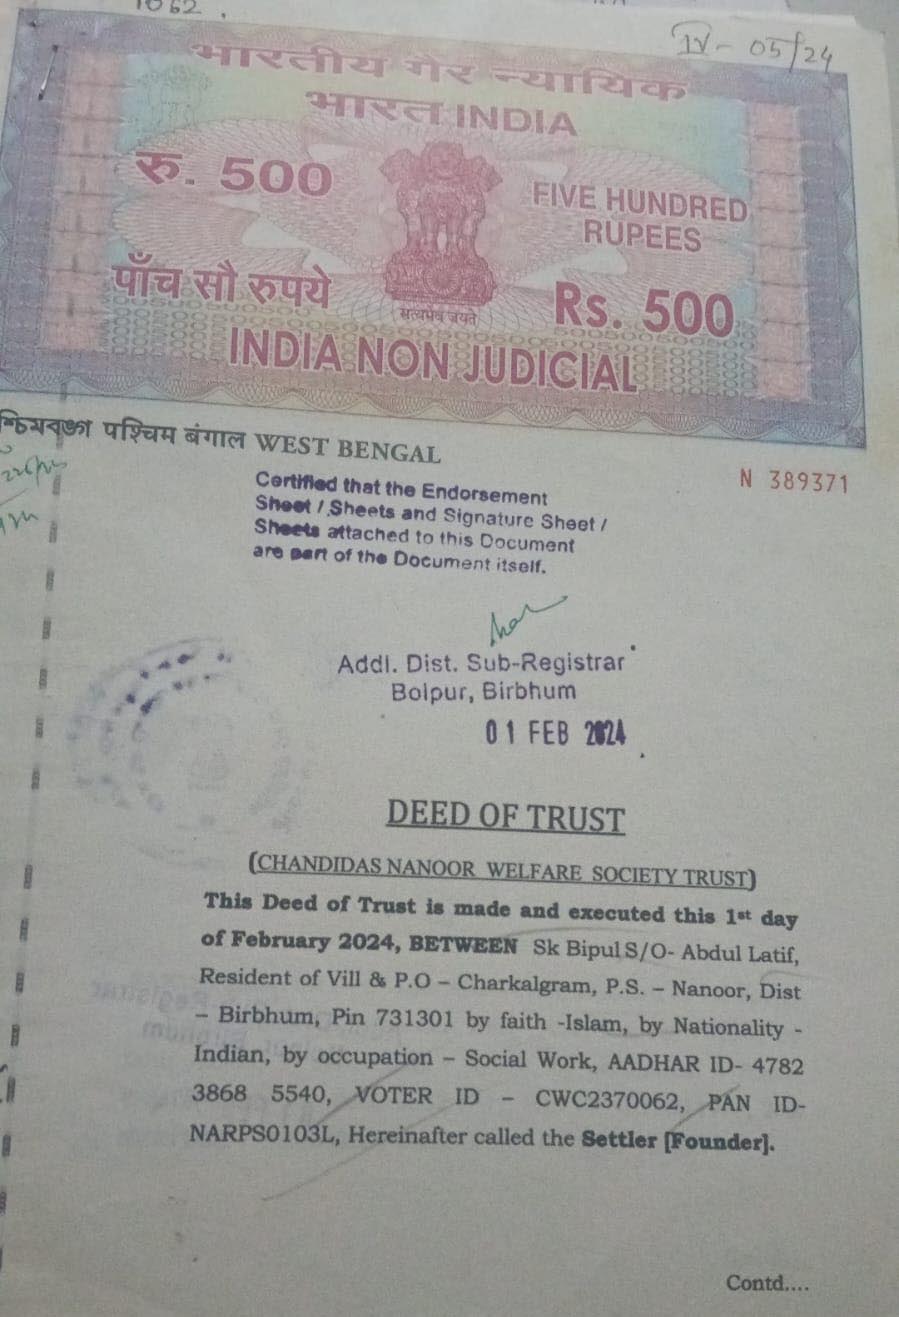 1062.
IV - 05/24
भारतीय गैर न्यायिक
भारत INDIA
रु. 500
FIVE HUNDRED
RUPEES
पाँच सौ रुपये
Rs. 500
सत्यमेव जयते
INDIA NON JUDICIAL
পশ্চিমবঙ্গ पश्चिम बंगाल WEST BENGAL
N 389371
Certified that the Endorsement
Sheet / Sheets and Signature Sheet /
Sheets attached to this Document
are part of the Document itself.
Addl. Dist. Sub-Registrar
Bolpur, Birbhum
01 FEB 2024
DEED OF TRUST
(CHANDIDAS NANOOR WELFARE SOCIETY TRUST)
This Deed of Trust is made and executed this 1st day
of February 2024, BETWEEN Sk Bipul S/O- Abdul Latif,
Resident of Vill & P.O – Charkalgram, P.S. – Nanoor, Dist
– Birbhum, Pin 731301 by faith -Islam, by Nationality -
Indian, by occupation – Social Work, AADHAR ID- 4782
3868 5540, VOTER ID – CWC2370062, PAN ID-
NARPS0103L, Hereinafter called the Settler [Founder].
Contd....